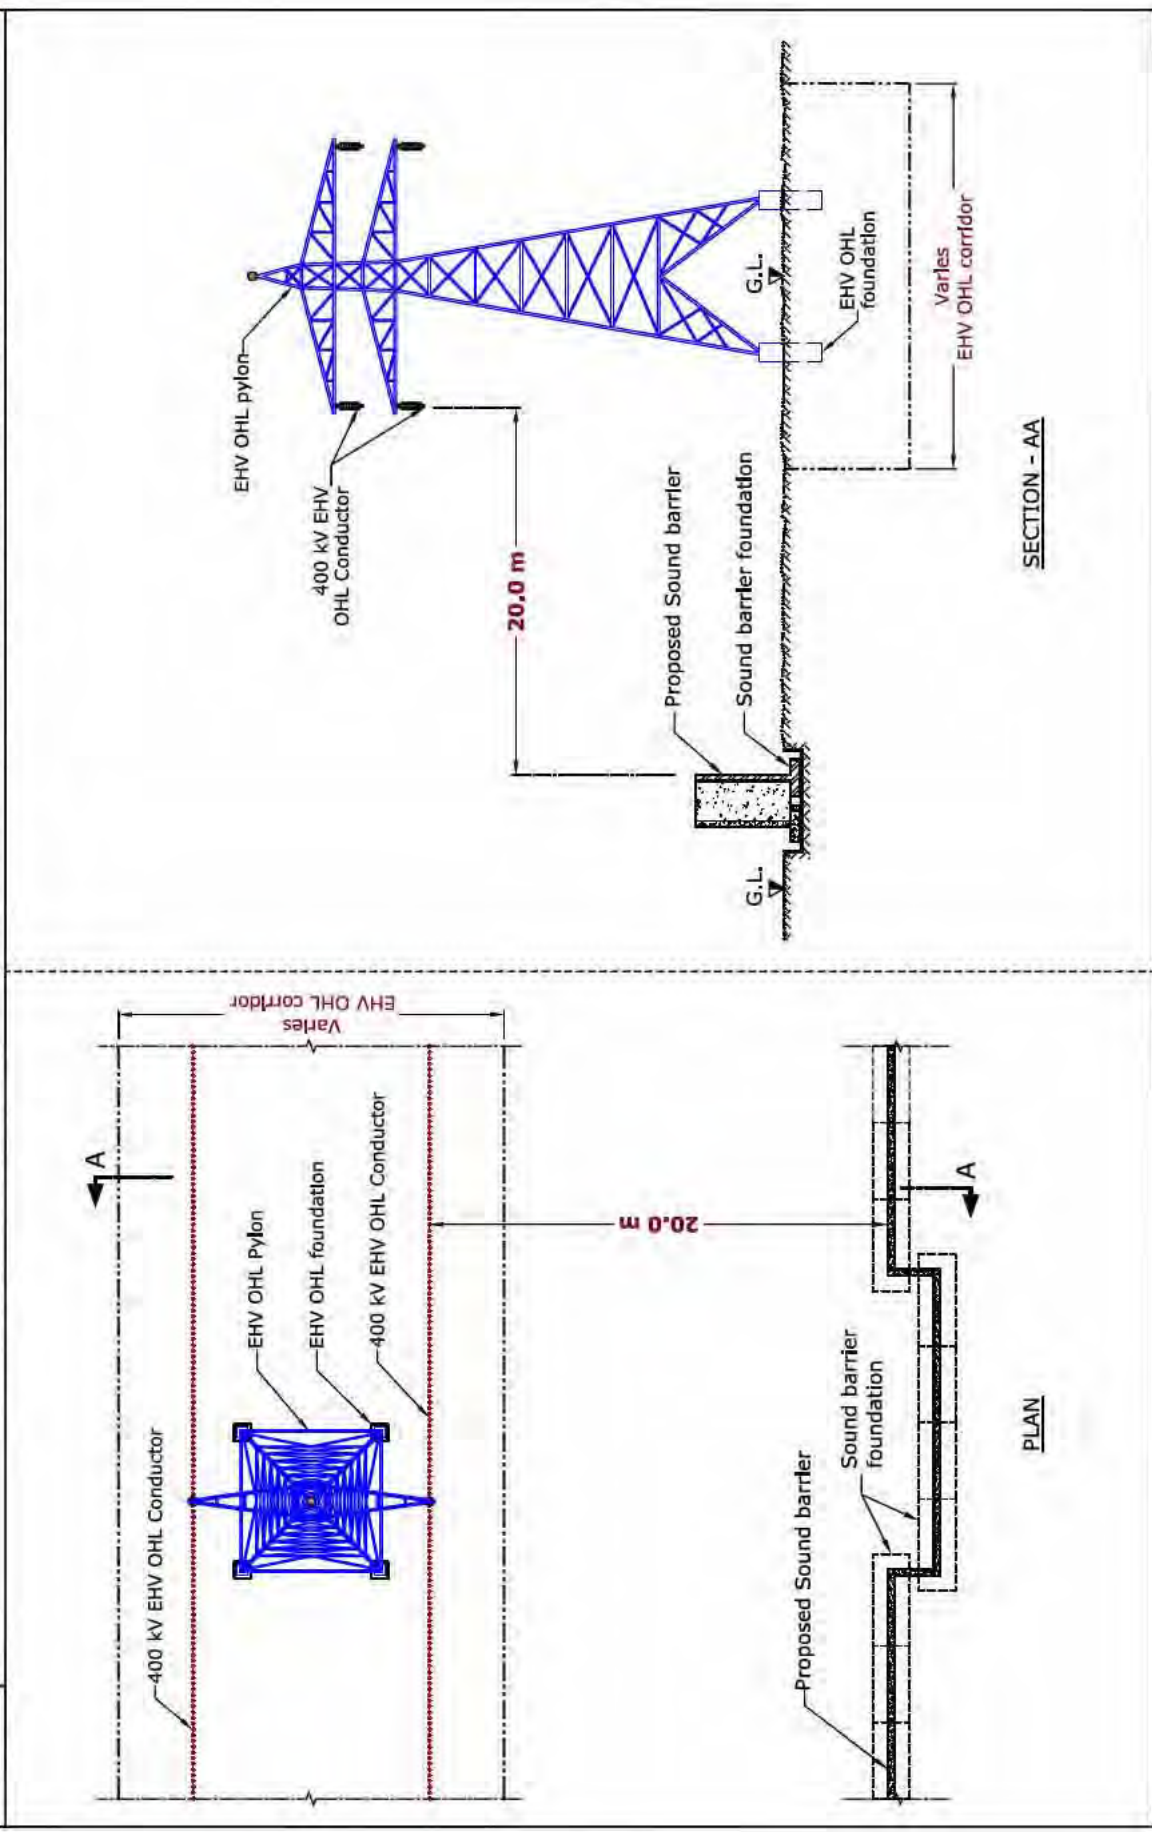 400 kV EHV OHL Conductor
EHV OHL Pylon
EHV OHL foundation
400 kV EHV OHL Conductor
A
Varies
EHV OHL corridor
20.0 m
Proposed Sound barrier
Sound barrier
foundation
A
PLAN
EHV OHL pylon
400 kV EHV
OHL Conductor
20.0 m
Proposed Sound barrier
Sound barrier foundation
G.L.
G.L.
EHV OHL
foundation
Varies
EHV OHL corridor
SECTION - AA